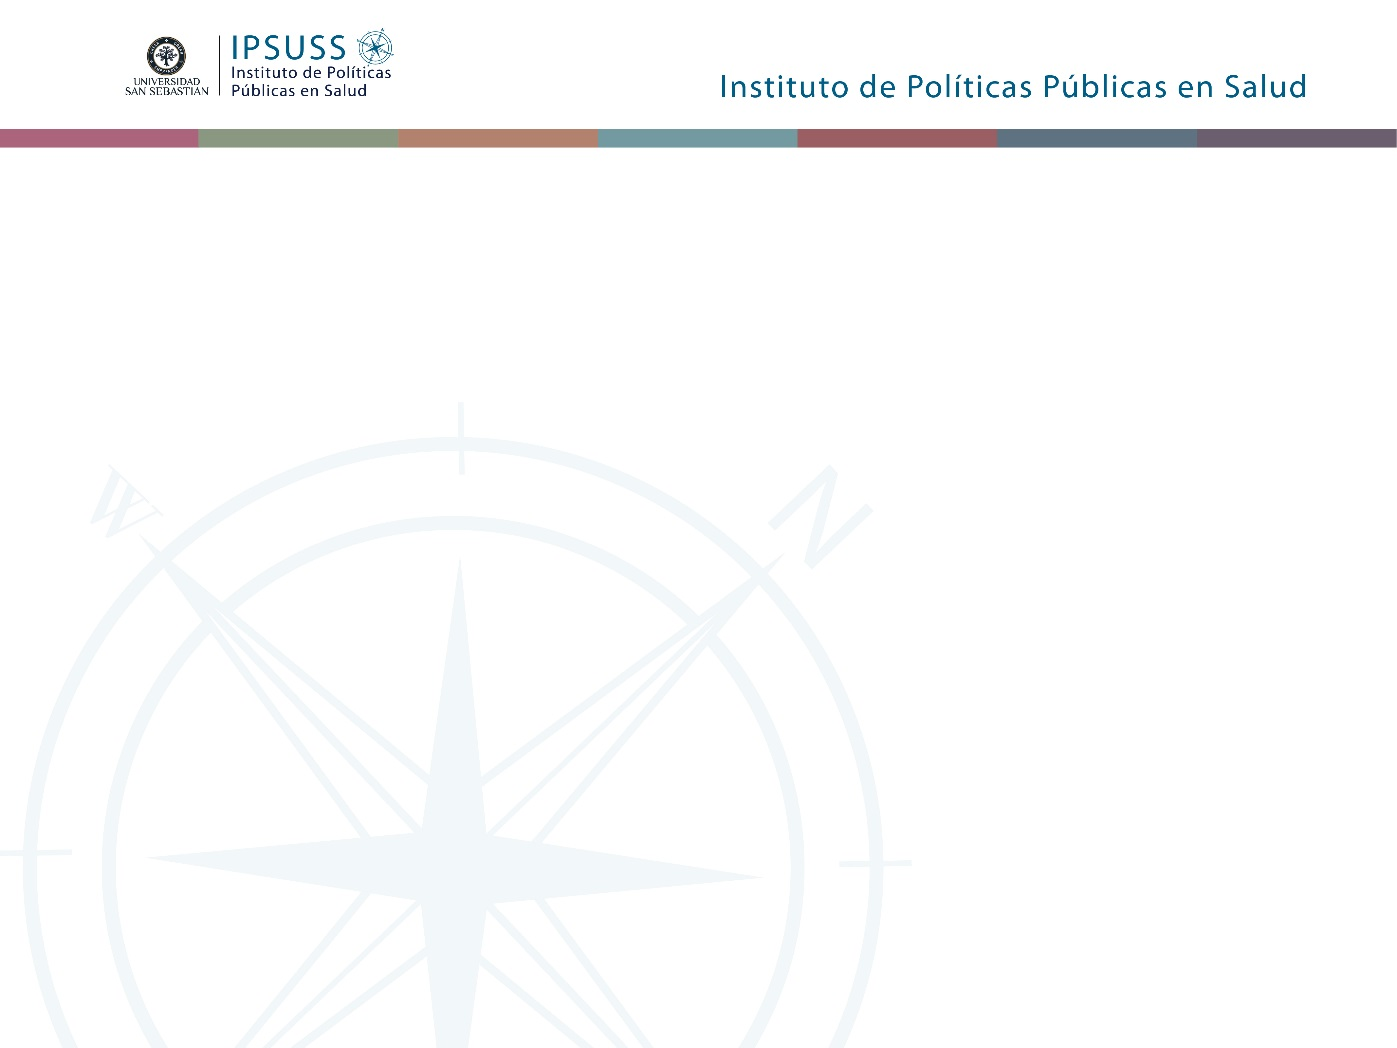 IPSUSS
Instituto de Políticas
Públicas en Salud
UNIVERSIDAD
SAN SEBASTIÁN
Instituto de Políticas Públicas en Salud
W
N